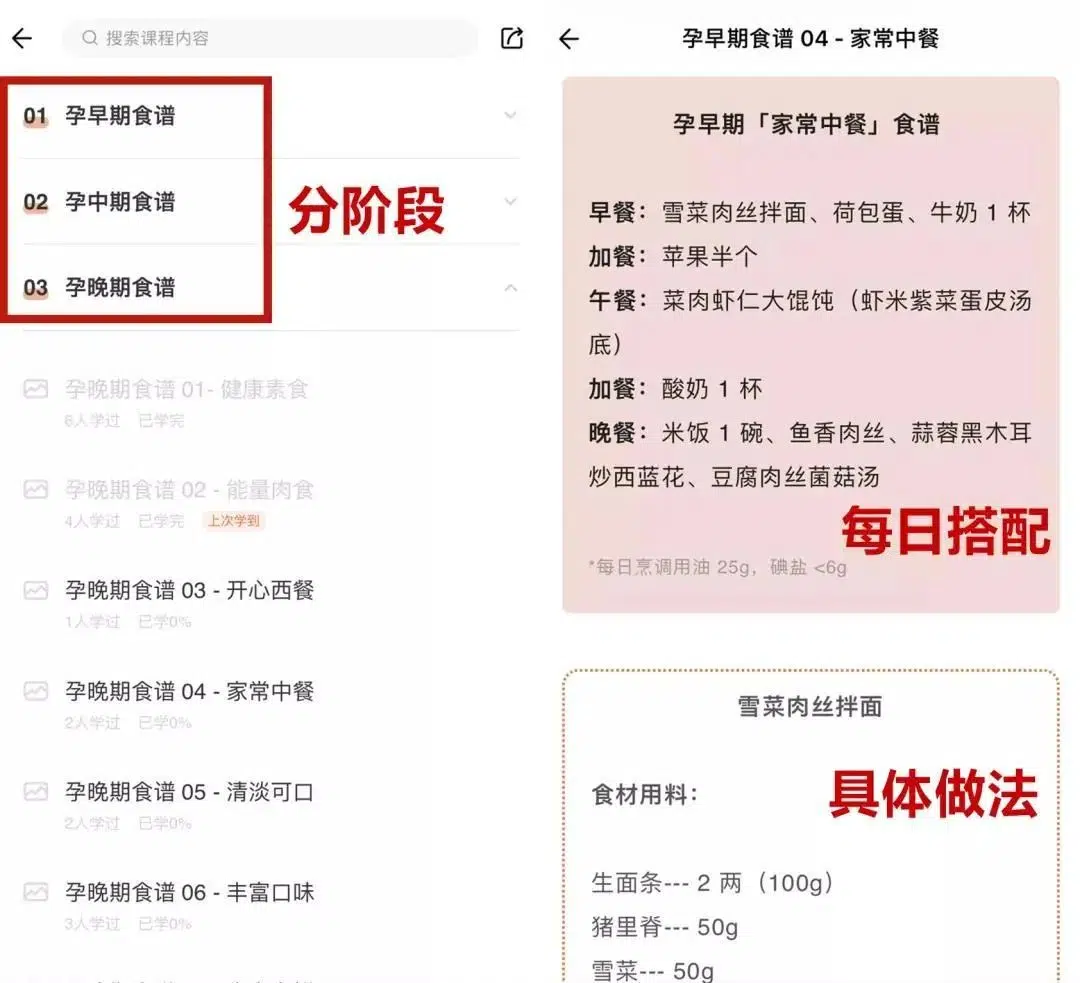 搜索课程内容
01 孕早期食谱
02 孕中期食谱
03 孕晚期食谱
分阶段
孕晚期食谱 01- 健康素食
6人学过 已学完
孕晚期食谱 02 - 能量肉食
4人学过 已学完 上次学到
孕晚期食谱 03 - 开心西餐
1人学过 已学0%
孕晚期食谱 04 - 家常中餐
2人学过 已学0%
孕晚期食谱 05 - 清淡可口
2人学过 已学0%
孕晚期食谱 06 - 丰富口味
3人学过 已学0%
孕早期食谱 04 - 家常中餐
孕早期「家常中餐」食谱
早餐：雪菜肉丝拌面、荷包蛋、牛奶 1 杯
加餐：苹果半个
午餐：菜肉虾仁大馄饨（虾米紫菜蛋皮汤
底）
加餐：酸奶 1 杯
晚餐：米饭 1 碗、鱼香肉丝、蒜蓉黑木耳
炒西蓝花、豆腐肉丝菌菇汤
每日搭配
*每日烹调用油 25g，碘盐 <6g
雪菜肉丝拌面
食材用料：
具体做法
生面条--- 2 两（100g）
猪里脊--- 50g
雪菜--- 50g